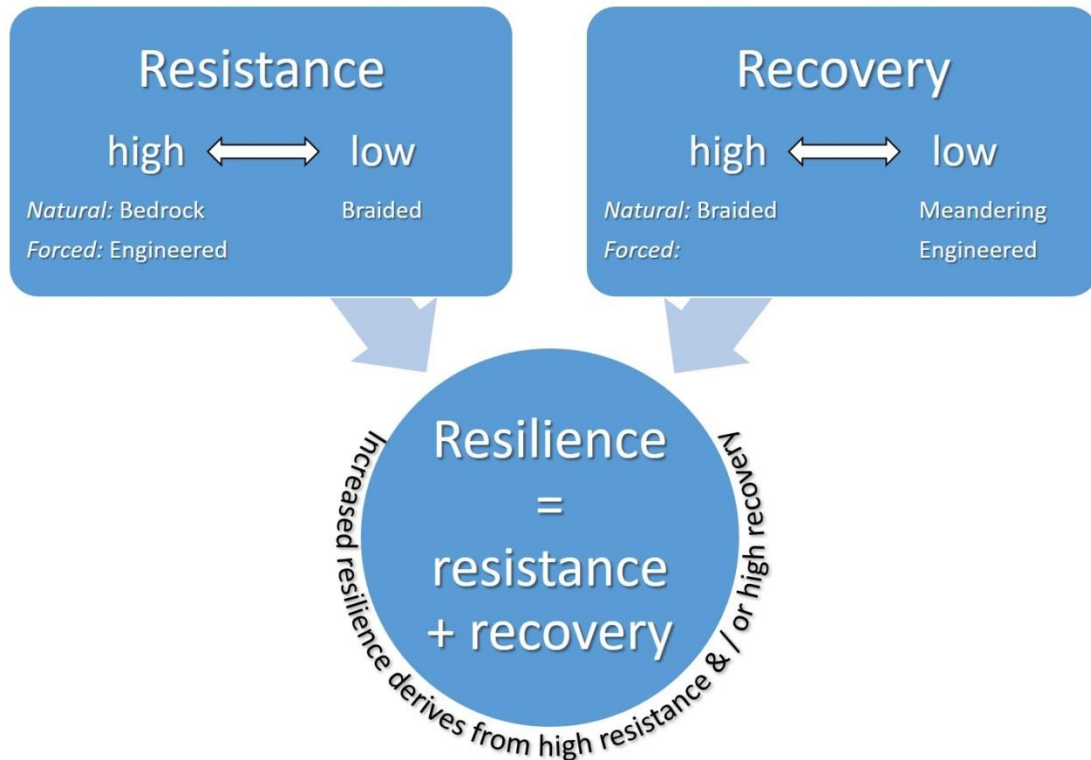 Resistance
high low
Natural: Bedrock Braided
Forced: Engineered
Recovery
high low
Natural: Braided Meandering
Forced: Engineered
Resilience
=
resistance
+ recovery
Increased resilience derives from high resistance & / or high recovery